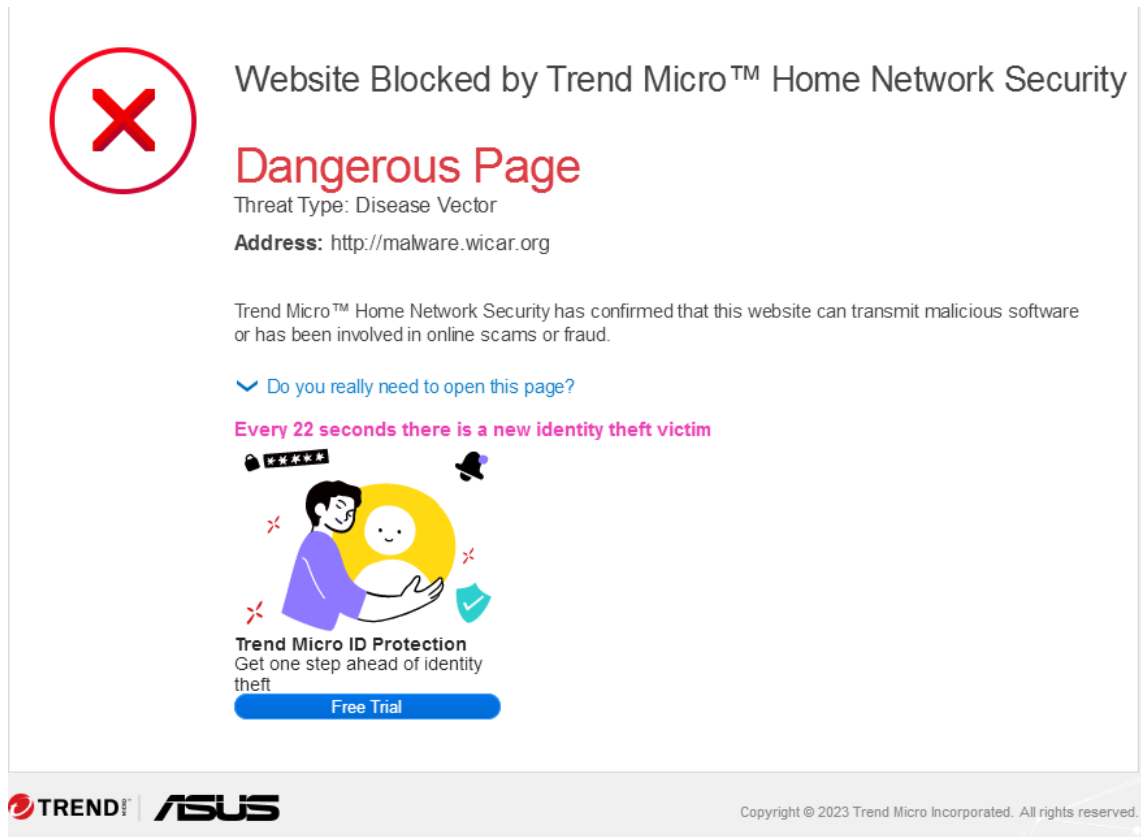 Website Blocked by Trend Micro™ Home Network Security
Dangerous Page
Threat Type: Disease Vector
Address: http://malware.wicar.org
Trend Micro™ Home Network Security has confirmed that this website can transmit malicious software
or has been involved in online scams or fraud.
Do you really need to open this page?
Every 22 seconds there is a new identity theft victim
*****
Trend Micro ID Protection
Get one step ahead of identity
theft
Free Trial
TREND MICRO ASUS
Copyright © 2023 Trend Micro Incorporated. All rights reserved.